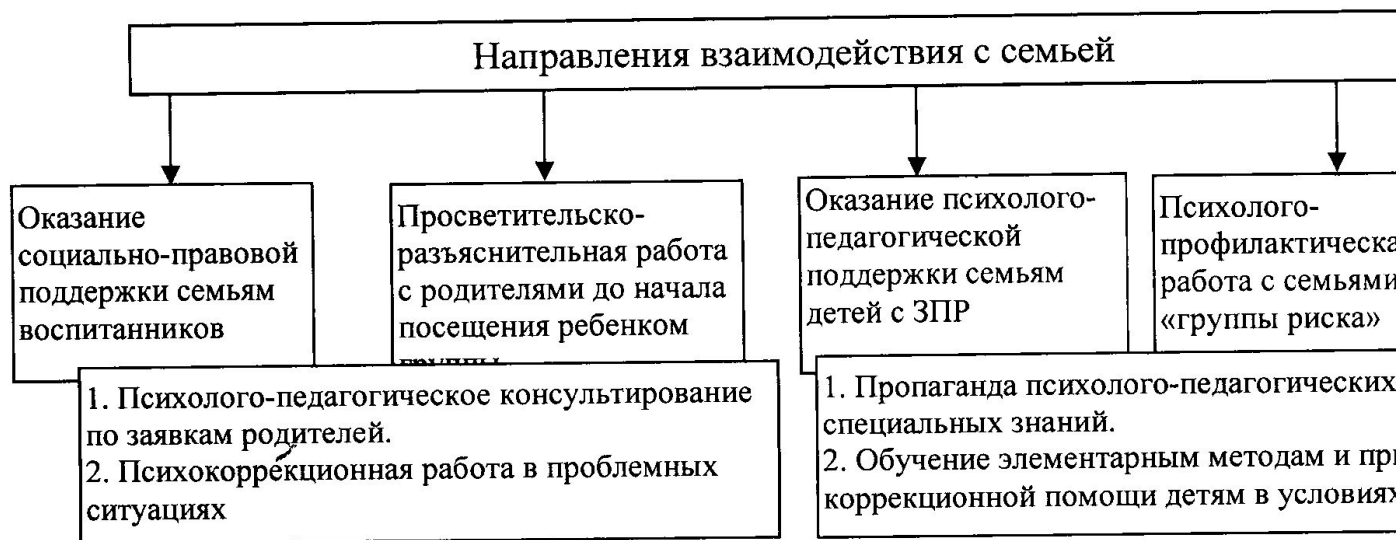 Направления взаимодействия с семьей
Оказание
социально-правовой
поддержки семьям
воспитанников
Просветительско-
разъяснительная работа
с родителями до начала
посещения ребенком
Оказание психолого-
педагогической
поддержки семьям
детей с ЗПР
Психолого-
работа с семьями
«группы риска»
1. Психолого-педагогическое консультирование
по заявкам родителей.
2. Психокоррекционная работа в проблемных
ситуациях
1. Пропаганда психолого-педагогических
специальных знаний.
2. Обучение элементарным методам и
коррекционной помощи детям в условиях